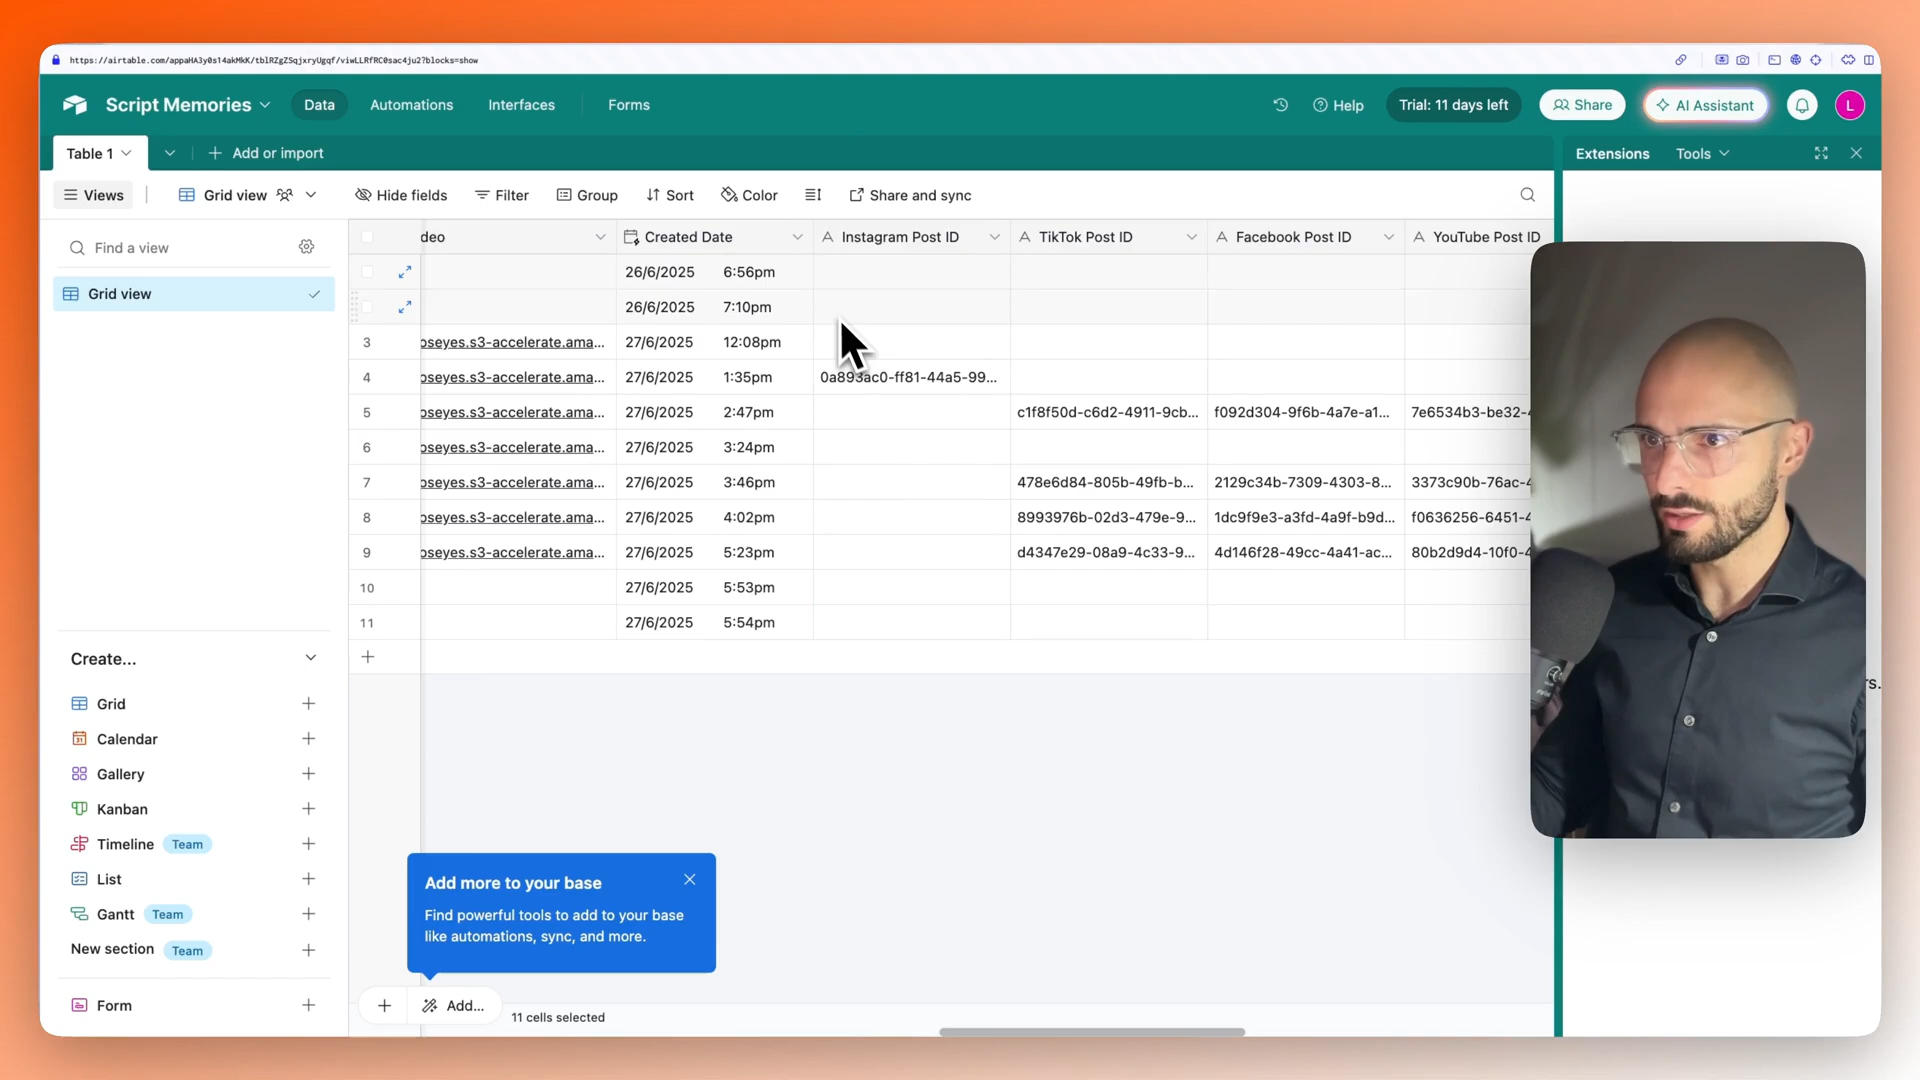 https://airtable.com/appaHA3y0s14akMkK/tblRZgZSqjxryUgqf/viwLLRfRC0sac4ju2?blocks=show
Script Memories
Data
Automations
Interfaces
Forms
Help
Trial: 11 days left
Share
AI Assistant
L
Table 1
Add or import
Extensions
Tools
Views
Grid view
Hide fields
Filter
Group
Sort
Color
Share and sync
Find a view
Grid view
deo
Created Date
Instagram Post ID
TikTok Post ID
Facebook Post ID
YouTube Post ID
26/6/2025 6:56pm
26/6/2025 7:10pm
3 oseyes.s3-accelerate.ama... 27/6/2025 12:08pm
4 oseyes.s3-accelerate.ama... 27/6/2025 1:35pm 0a893ac0-ff81-44a5-99...
5 oseyes.s3-accelerate.ama... 27/6/2025 2:47pm c1f8f50d-c6d2-4911-9cb... f092d304-9f6b-4a7e-a1... 7e6534b3-be32-
6 oseyes.s3-accelerate.ama... 27/6/2025 3:24pm
7 oseyes.s3-accelerate.ama... 27/6/2025 3:46pm 478e6d84-805b-49fb-b... 2129c34b-7309-4303-8... 3373c90b-76ac-
8 oseyes.s3-accelerate.ama... 27/6/2025 4:02pm 8993976b-02d3-479e-9... 1dc9f9e3-a3fd-4a9f-b9d... f0636256-6451-
9 oseyes.s3-accelerate.ama... 27/6/2025 5:23pm d4347e29-08a9-4c33-9... 4d146f28-49cc-4a41-ac... 80b2d9d4-10f0-
10 27/6/2025 5:53pm
11 27/6/2025 5:54pm
rs.
Create...
Grid
Calendar
Gallery
Kanban
Timeline Team
List
Gantt Team
New section Team
Form
Add more to your base
Find powerful tools to add to your base
like automations, sync, and more.
Add...
11 cells selected